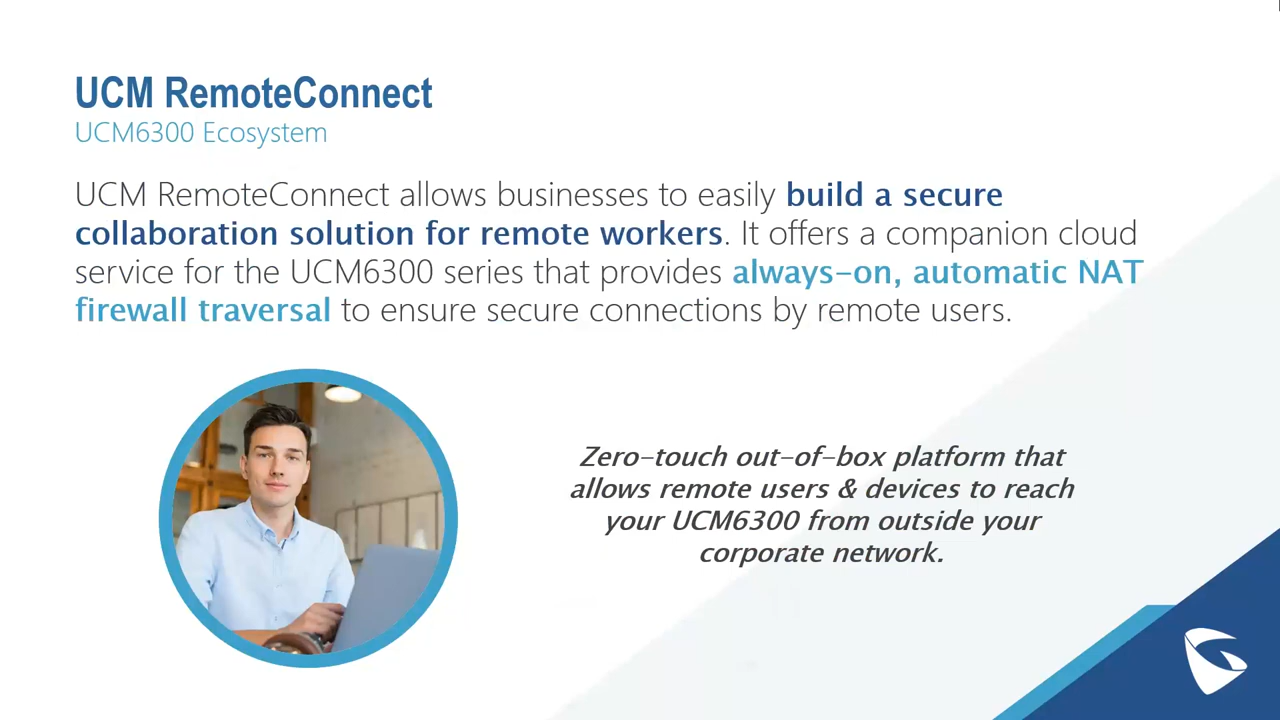 UCM RemoteConnect
UCM6300 Ecosystem
UCM RemoteConnect allows businesses to easily build a secure
collaboration solution for remote workers. It offers a companion cloud
service for the UCM6300 series that provides always-on, automatic NAT
firewall traversal to ensure secure connections by remote users.
Zero-touch out-of-box platform that
allows remote users & devices to reach
your UCM6300 from outside your
corporate network.